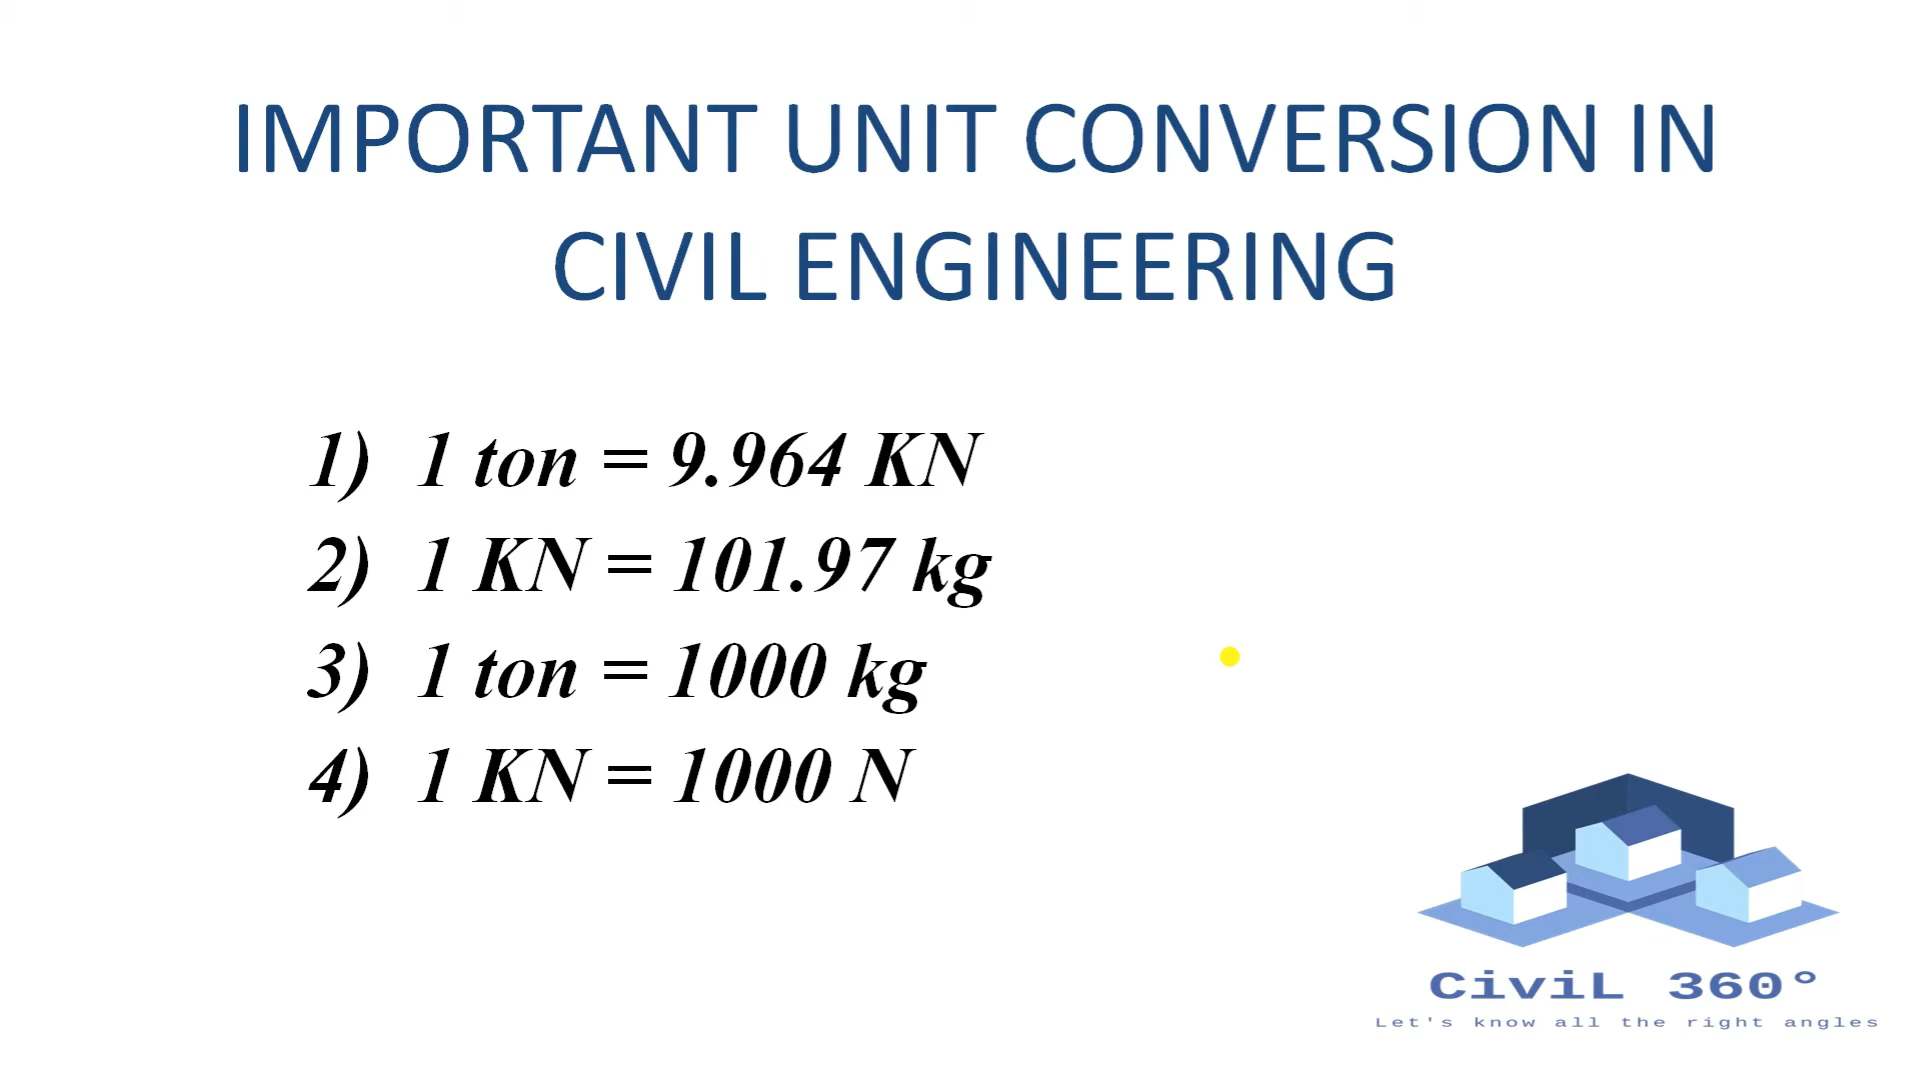 IMPORTANT UNIT CONVERSION IN
CIVIL ENGINEERING
1) 1 ton = 9.964 KN
2) 1 KN = 101.97 kg
3) 1 ton = 1000 kg
4) 1 KN = 1000 N
CiviL 360°
Let's know all the right angles